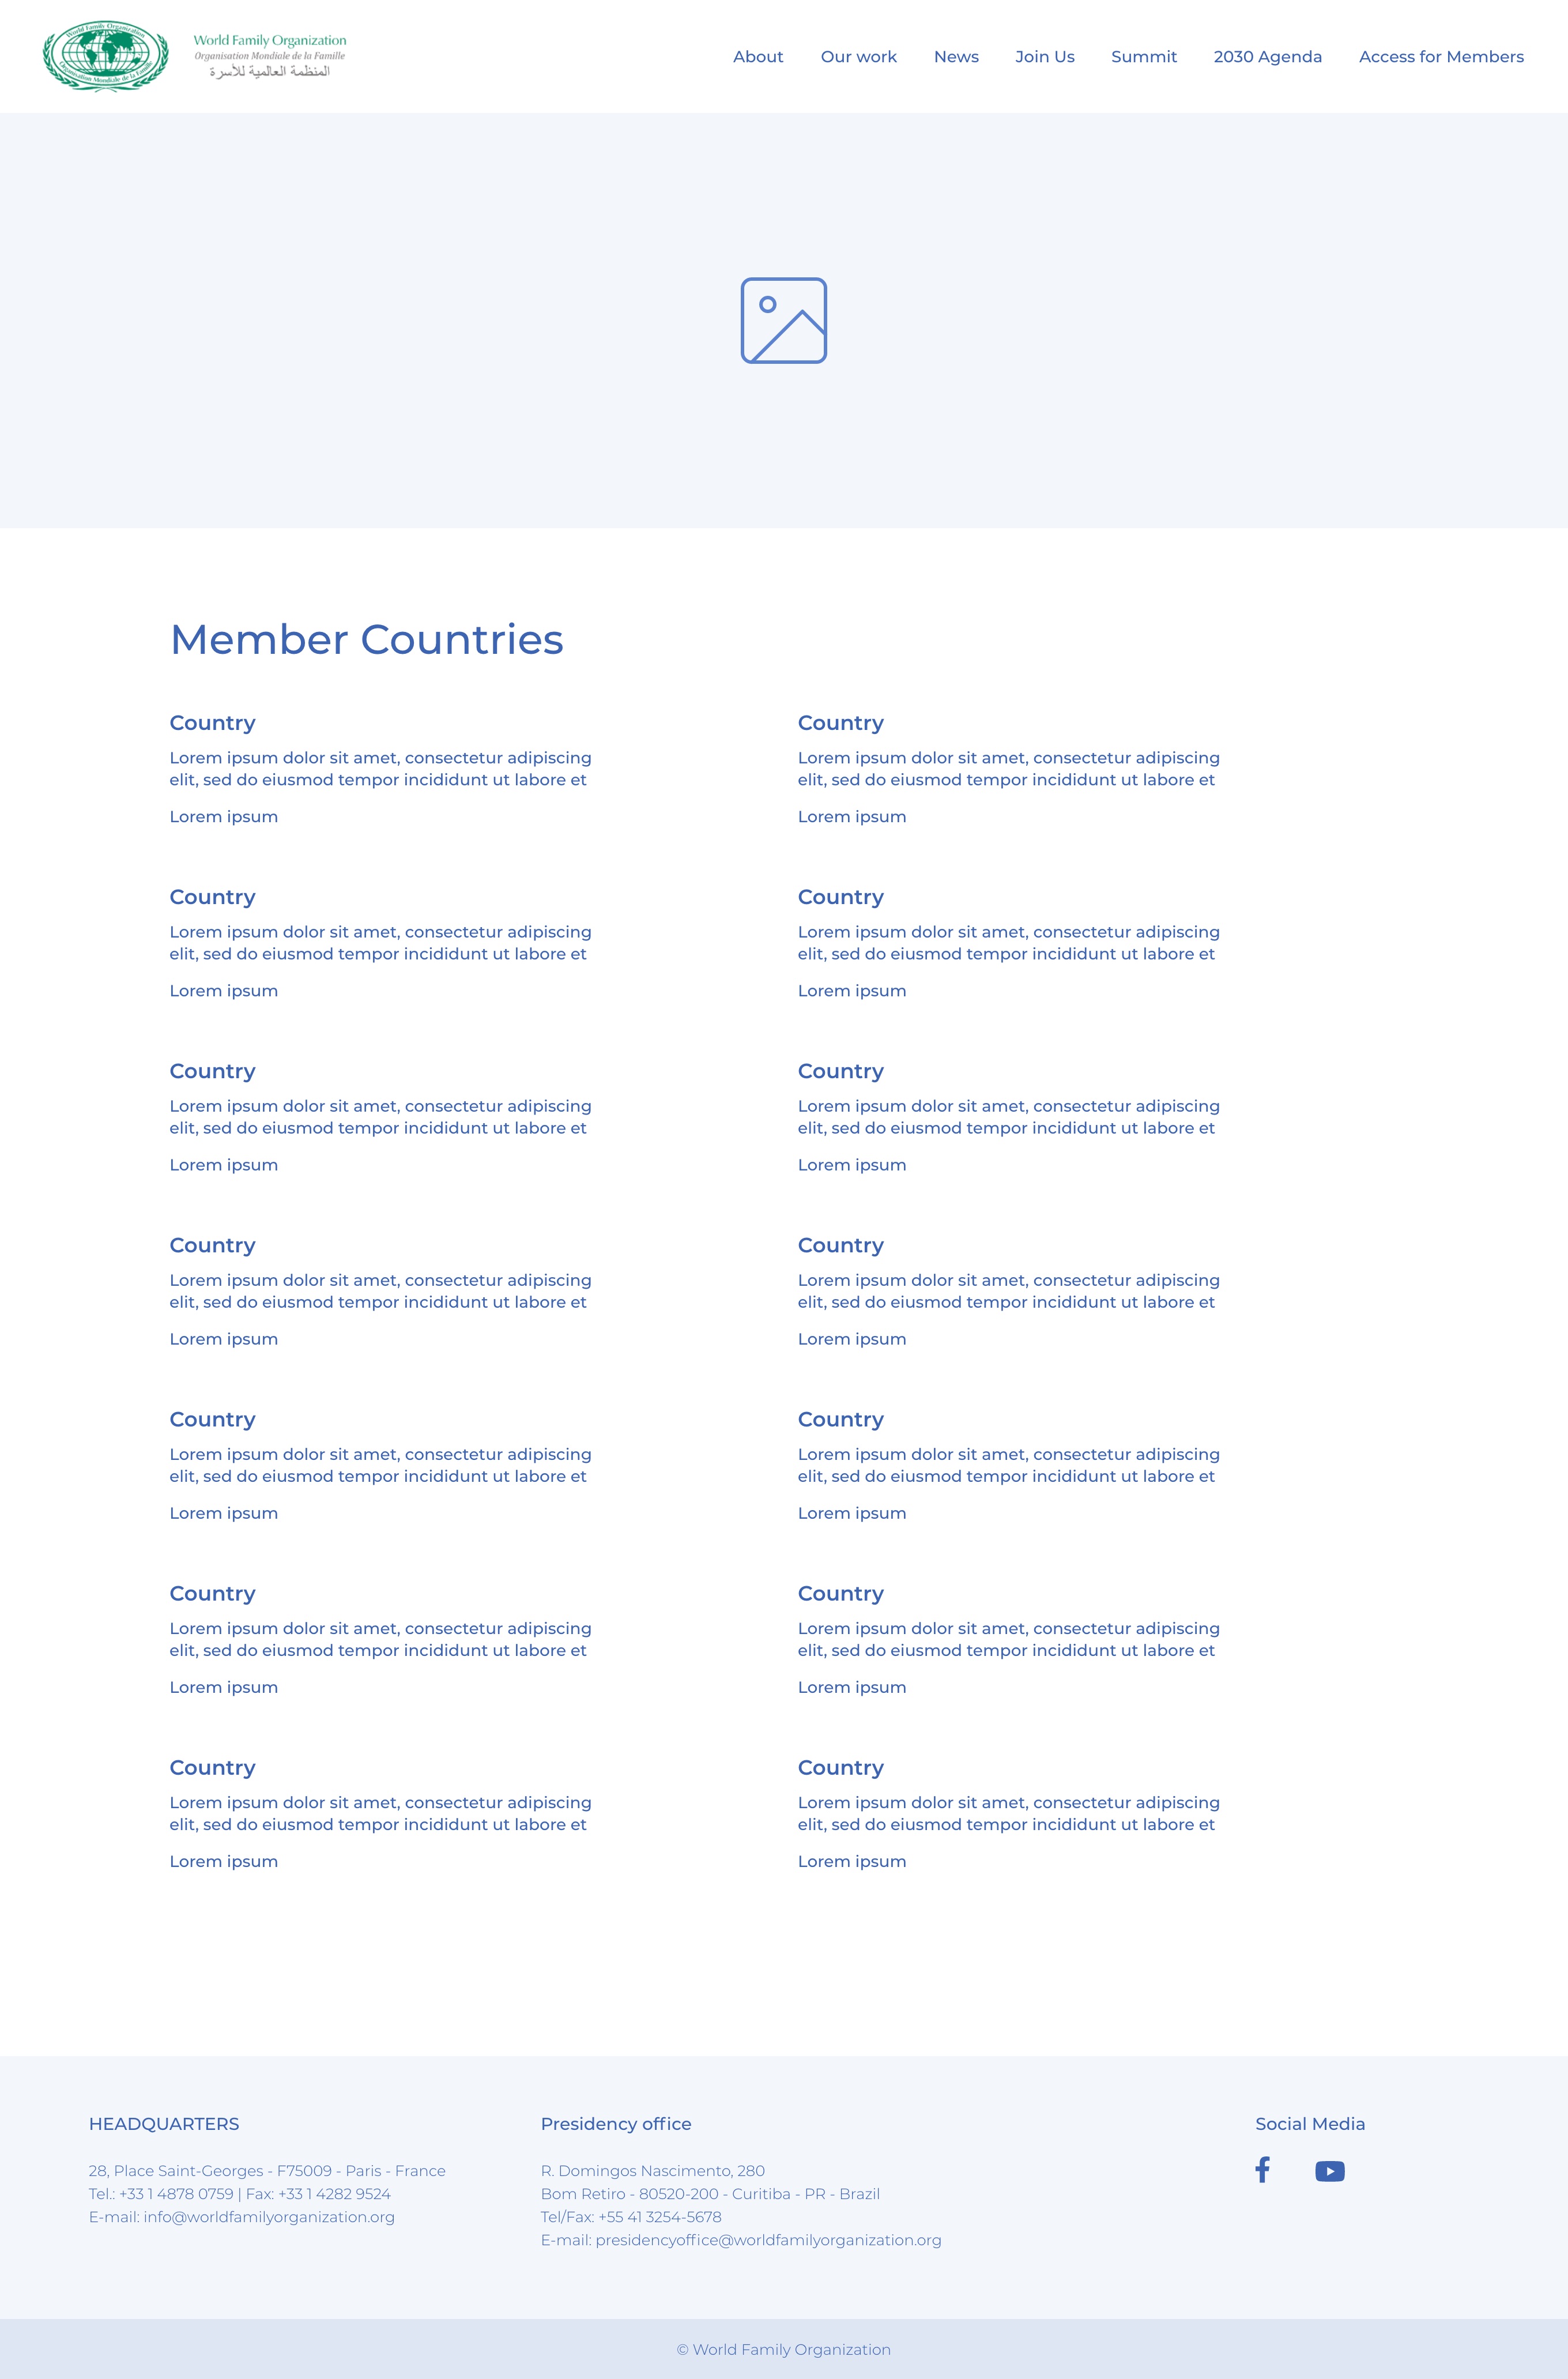 World Family Organization
Organisation Mondiale de la Famille
World Family Organization
Organisation Mondiale de la Famille
المنظمة العالمية للأسرة
About Our work News Join Us Summit 2030 Agenda Access for Members
Member Countries
Country
Lorem ipsum dolor sit amet, consectetur adipiscing
elit, sed do eiusmod tempor incididunt ut labore et
Lorem ipsum
Country
Lorem ipsum dolor sit amet, consectetur adipiscing
elit, sed do eiusmod tempor incididunt ut labore et
Lorem ipsum
Country
Lorem ipsum dolor sit amet, consectetur adipiscing
elit, sed do eiusmod tempor incididunt ut labore et
Lorem ipsum
Country
Lorem ipsum dolor sit amet, consectetur adipiscing
elit, sed do eiusmod tempor incididunt ut labore et
Lorem ipsum
Country
Lorem ipsum dolor sit amet, consectetur adipiscing
elit, sed do eiusmod tempor incididunt ut labore et
Lorem ipsum
Country
Lorem ipsum dolor sit amet, consectetur adipiscing
elit, sed do eiusmod tempor incididunt ut labore et
Lorem ipsum
Country
Lorem ipsum dolor sit amet, consectetur adipiscing
elit, sed do eiusmod tempor incididunt ut labore et
Lorem ipsum
Country
Lorem ipsum dolor sit amet, consectetur adipiscing
elit, sed do eiusmod tempor incididunt ut labore et
Lorem ipsum
Country
Lorem ipsum dolor sit amet, consectetur adipiscing
elit, sed do eiusmod tempor incididunt ut labore et
Lorem ipsum
Country
Lorem ipsum dolor sit amet, consectetur adipiscing
elit, sed do eiusmod tempor incididunt ut labore et
Lorem ipsum
Country
Lorem ipsum dolor sit amet, consectetur adipiscing
elit, sed do eiusmod tempor incididunt ut labore et
Lorem ipsum
Country
Lorem ipsum dolor sit amet, consectetur adipiscing
elit, sed do eiusmod tempor incididunt ut labore et
Lorem ipsum
Country
Lorem ipsum dolor sit amet, consectetur adipiscing
elit, sed do eiusmod tempor incididunt ut labore et
Lorem ipsum
Country
Lorem ipsum dolor sit amet, consectetur adipiscing
elit, sed do eiusmod tempor incididunt ut labore et
Lorem ipsum
HEADQUARTERS
28, Place Saint-Georges - F75009 - Paris - France
Tel.: +33 1 4878 0759 | Fax: +33 1 4282 9524
E-mail: info@worldfamilyorganization.org
Presidency office
R. Domingos Nascimento, 280
Bom Retiro - 80520-200 - Curitiba - PR - Brazil
Tel/Fax: +55 41 3254-5678
E-mail: presidencyoffice@worldfamilyorganization.org
Social Media
© World Family Organization